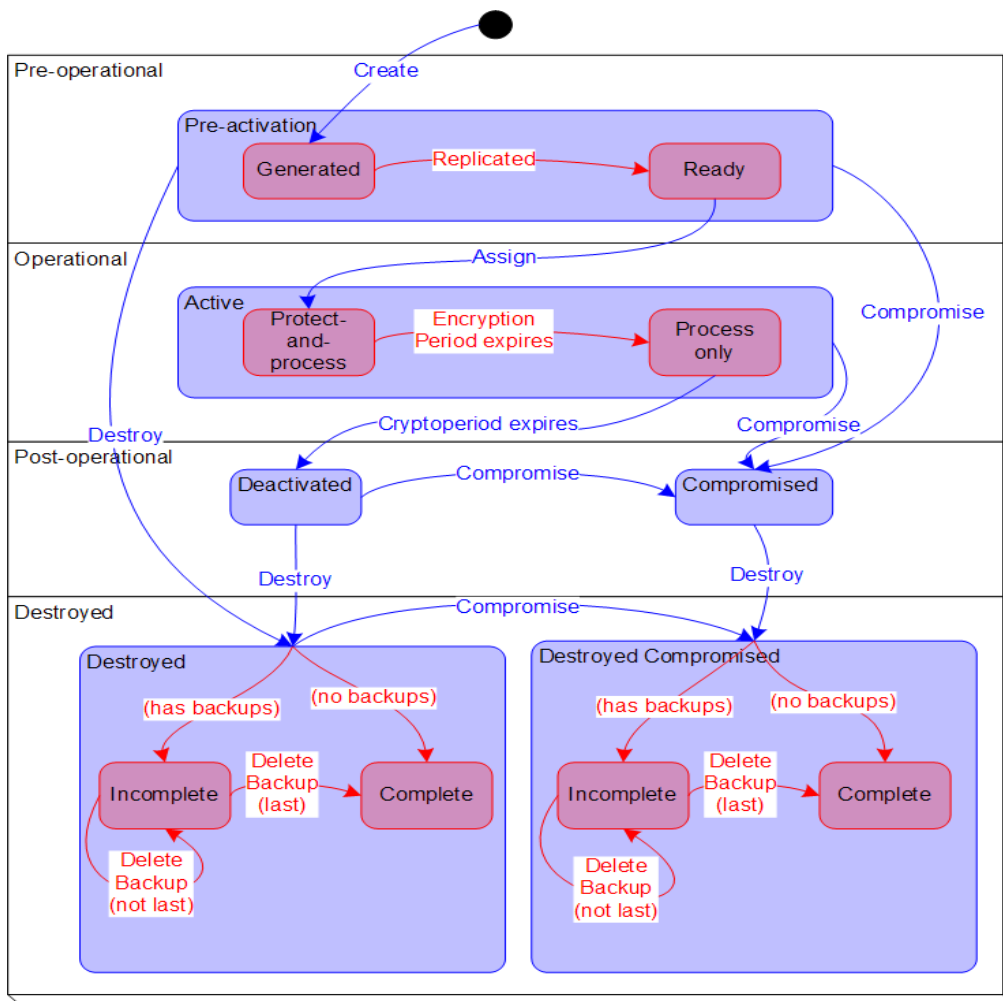 Pre-operational
Create
Pre-activation
Generated
Replicated
Ready
Operational
Assign
Active
Protect-
and-
process
Encryption
Period expires
Process
only
Compromise
Cryptoperiod expires
Compromise
Destroy
Post-operational
Deactivated
Compromise
Compromised
Destroy
Destroy
Destroyed
Compromise
Destroyed
(has backups)
(no backups)
Incomplete
Delete
Backup
(last)
Complete
Delete
Backup
(not last)
Destroyed Compromised
(has backups)
(no backups)
Incomplete
Delete
Backup
(last)
Complete
Delete
Backup
(not last)